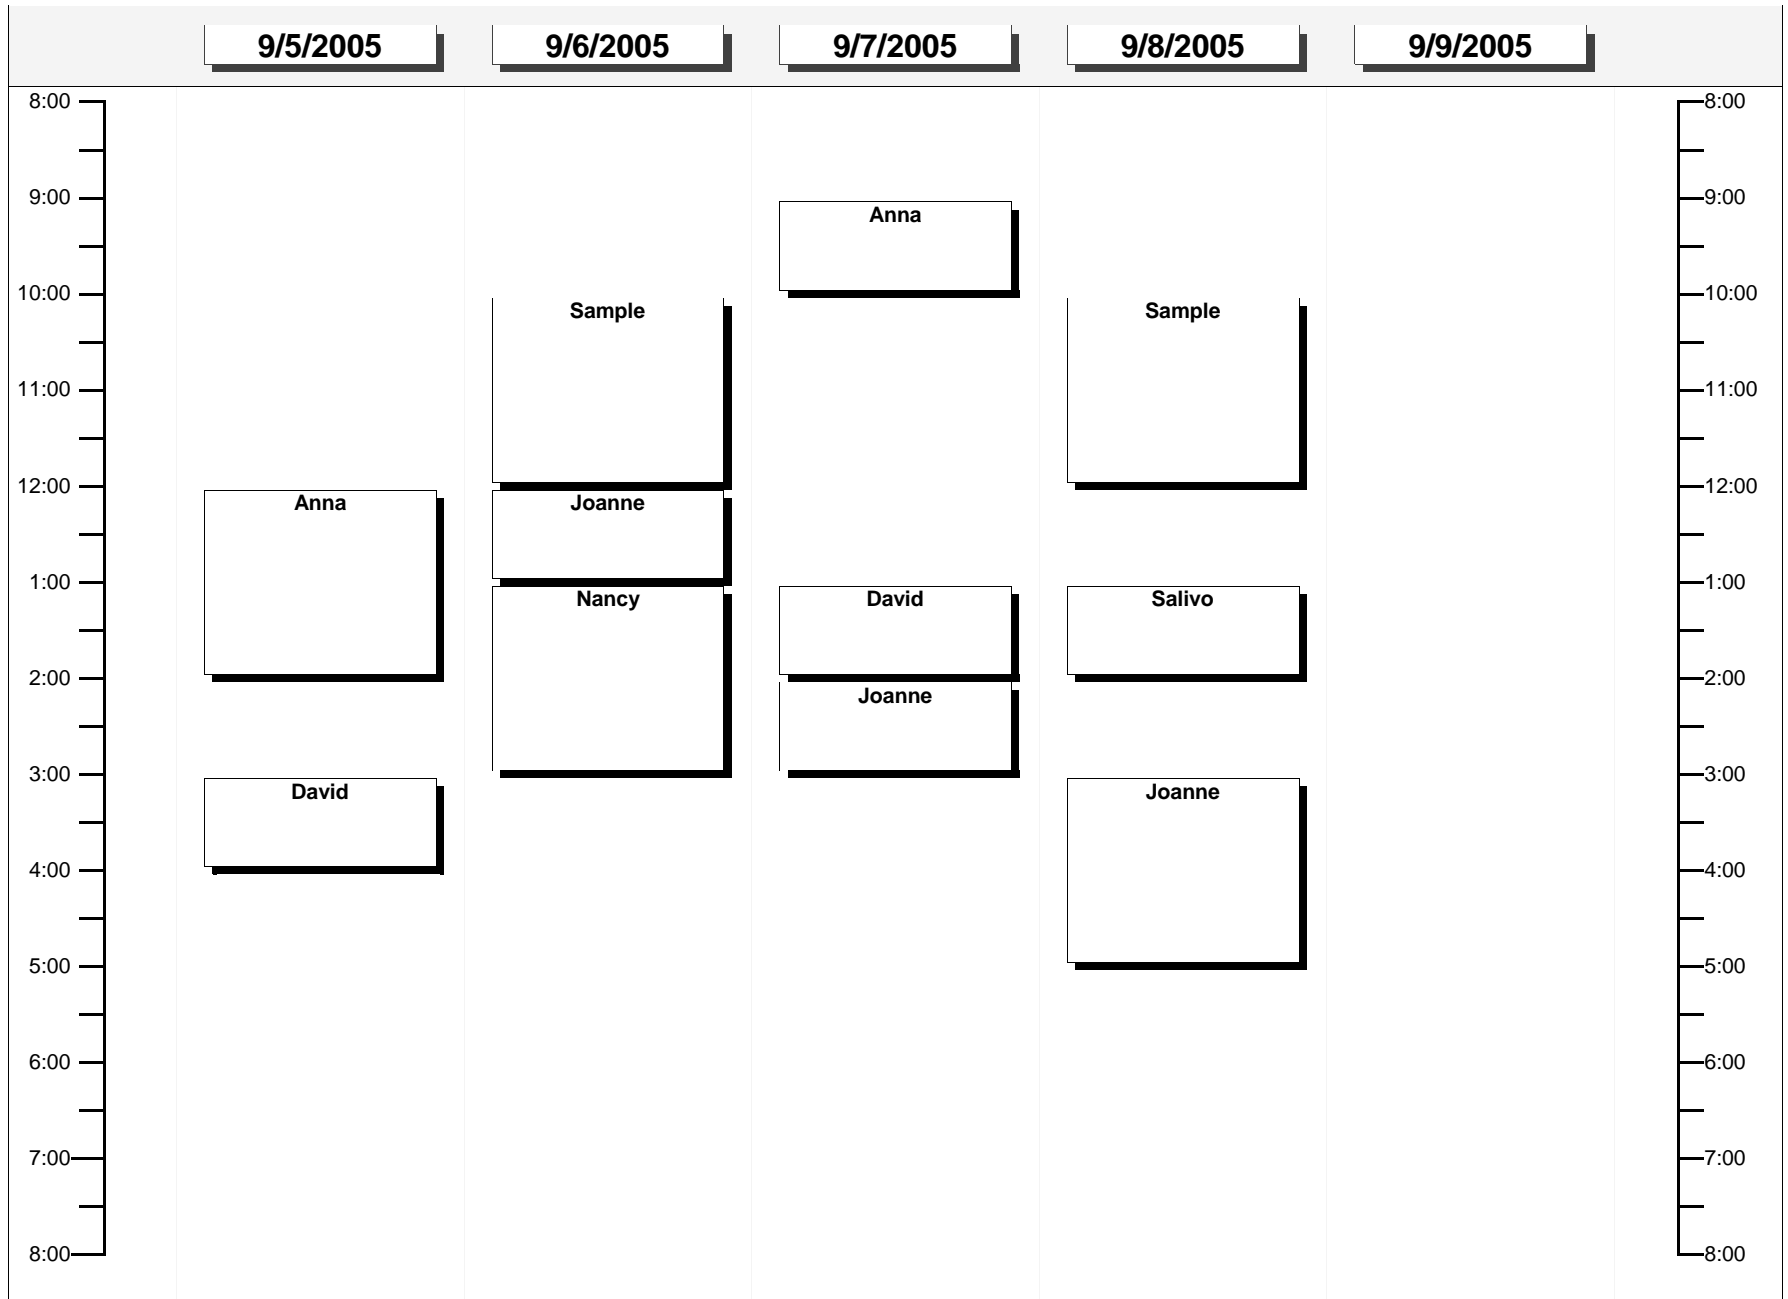 9/5/2005 9/6/2005 9/7/2005 9/8/2005 9/9/2005
8:00 8:00
9:00 9:00
Anna
10:00 10:00
Sample Sample
11:00 11:00
12:00 12:00
Anna Joanne
1:00 1:00
Nancy David Salivo
2:00 2:00
Joanne
3:00 3:00
David Joanne
4:00 4:00
5:00 5:00
6:00 6:00
7:00 7:00
8:00 8:00